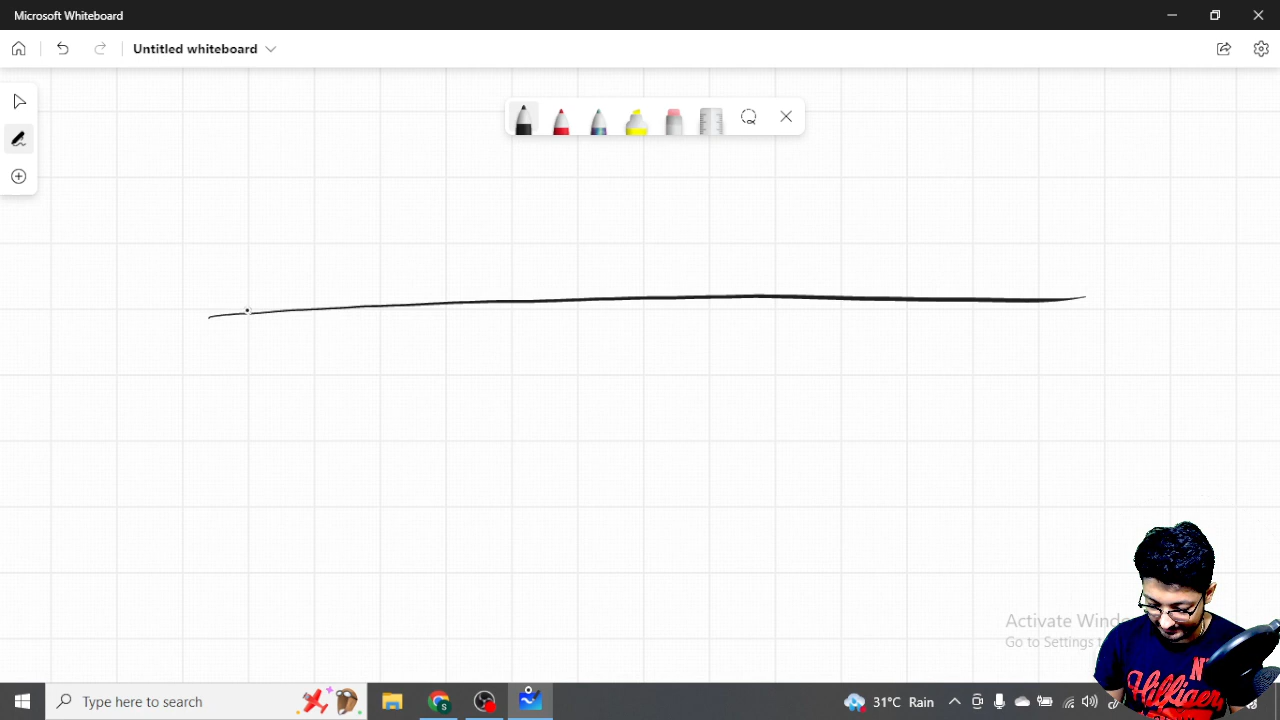 Microsoft Whiteboard
Untitled whiteboard
Activate Wind
Go to Settings t
N
Hilfiger
Type here to search
31°C Rain